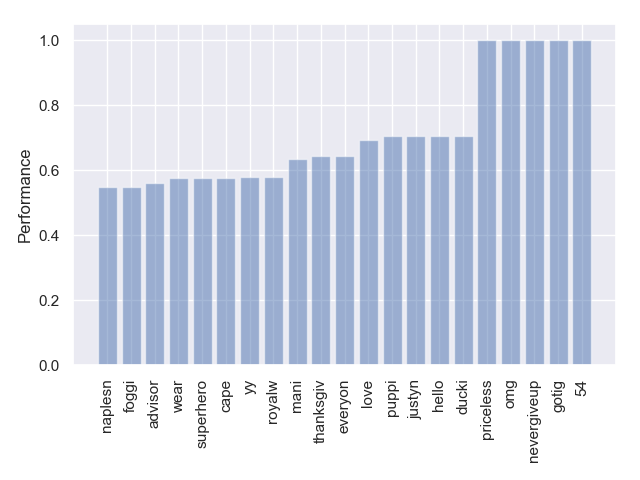 1.0
0.8
0.6
0.4
0.2
0.0
Performance
naplesn
foggi
advisor
wear
superhero
cape
yy
royalw
mani
thanksgiv
everyon
love
puppi
justyn
hello
ducki
priceless
omg
nevergiveup
gotig
54